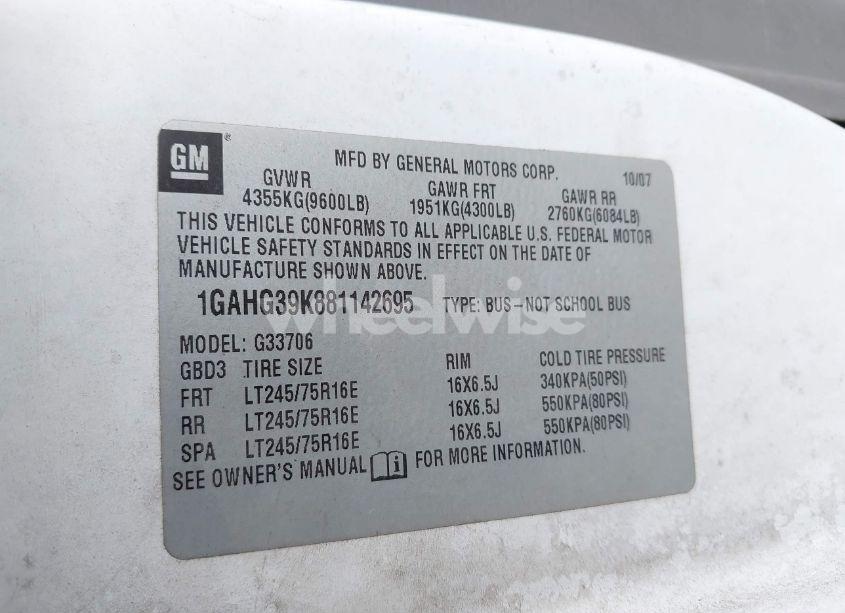 GM®
MFD BY GENERAL MOTORS CORP. 10/07
GVWR GAWR FRT GAWR RR
4355KG(9600LB) 1951KG(4300LB) 2760KG(6084LB)
THIS VEHICLE CONFORMS TO ALL APPLICABLE U.S. FEDERAL MOTOR
VEHICLE SAFETY STANDARDS IN EFFECT ON THE DATE OF
MANUFACTURE SHOWN ABOVE.
1GAHG39K881142695 TYPE: BUS-NOT SCHOOL BUS
wheelwise
MODEL: G33706
GBD3 TIRE SIZE RIM COLD TIRE PRESSURE
FRT LT245/75R16E 16X6.5J 340KPA(50PSI)
RR LT245/75R16E 16X6.5J 550KPA(80PSI)
SPA LT245/75R16E 16X6.5J 550KPA(80PSI)
SEE OWNER'S MANUAL i FOR MORE INFORMATION.